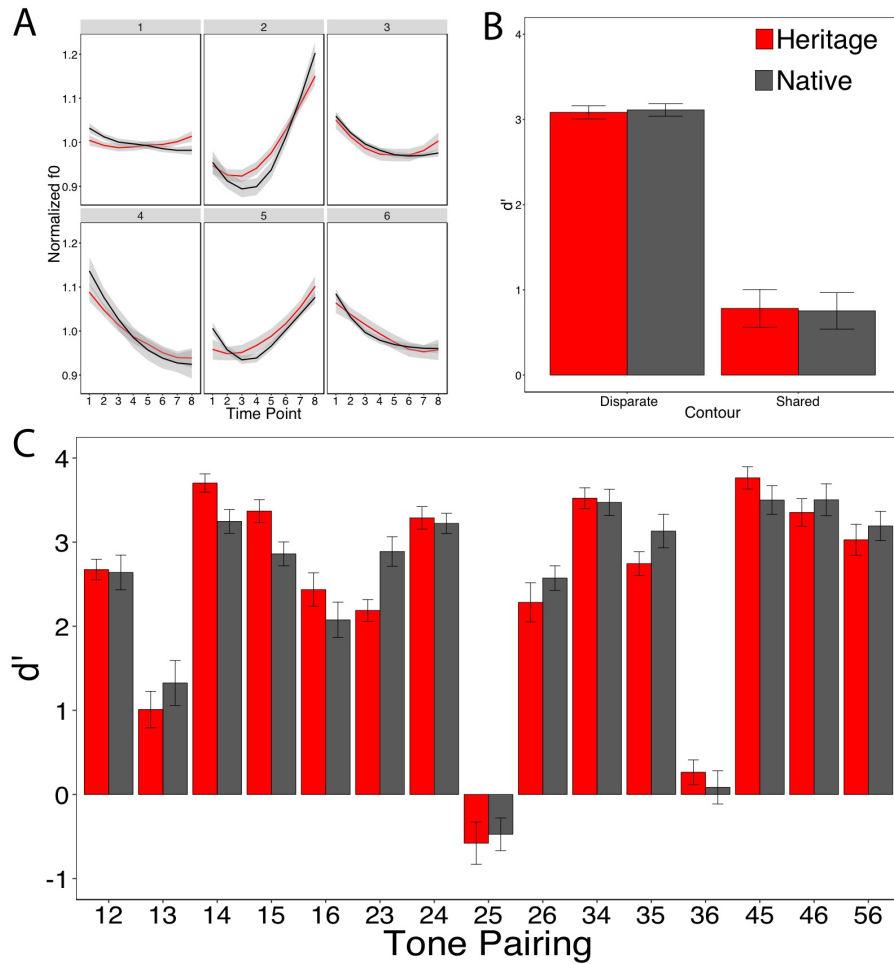 A
1 2 3
1.2
1.1
1.0
0.9
Normalized f0
4 5 6
1.2
1.1
1.0
0.9
1 2 3 4 5 6 7 8 1 2 3 4 5 6 7 8 1 2 3 4 5 6 7 8
Time Point
B
Heritage
Native
4
3
2
1
0
d'
Disparate Shared
Contour
C
4
3
2
1
0
-1
d'
12 13 14 15 16 23 24 25 26 34 35 36 45 46 56
Tone Pairing